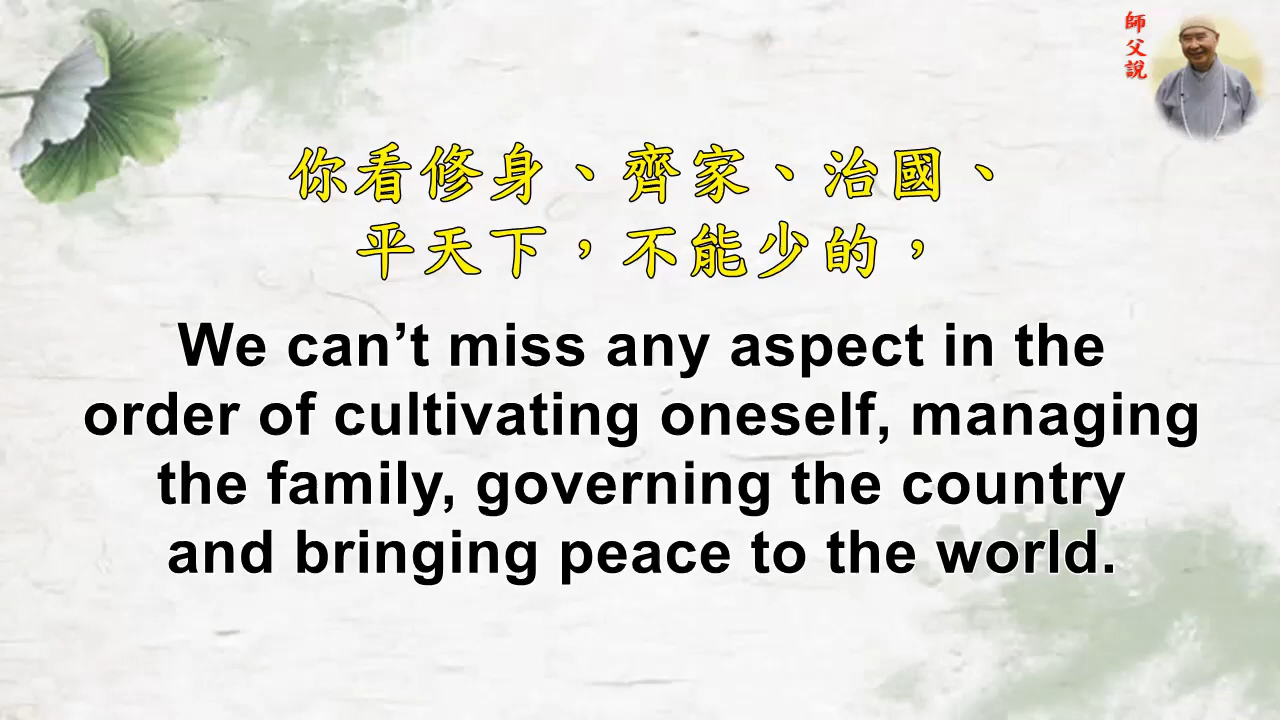 師父說
你看修身、齊家、治國、
平天下，不能少的，
We can’t miss any aspect in the
order of cultivating oneself, managing
the family, governing the country
and bringing peace to the world.